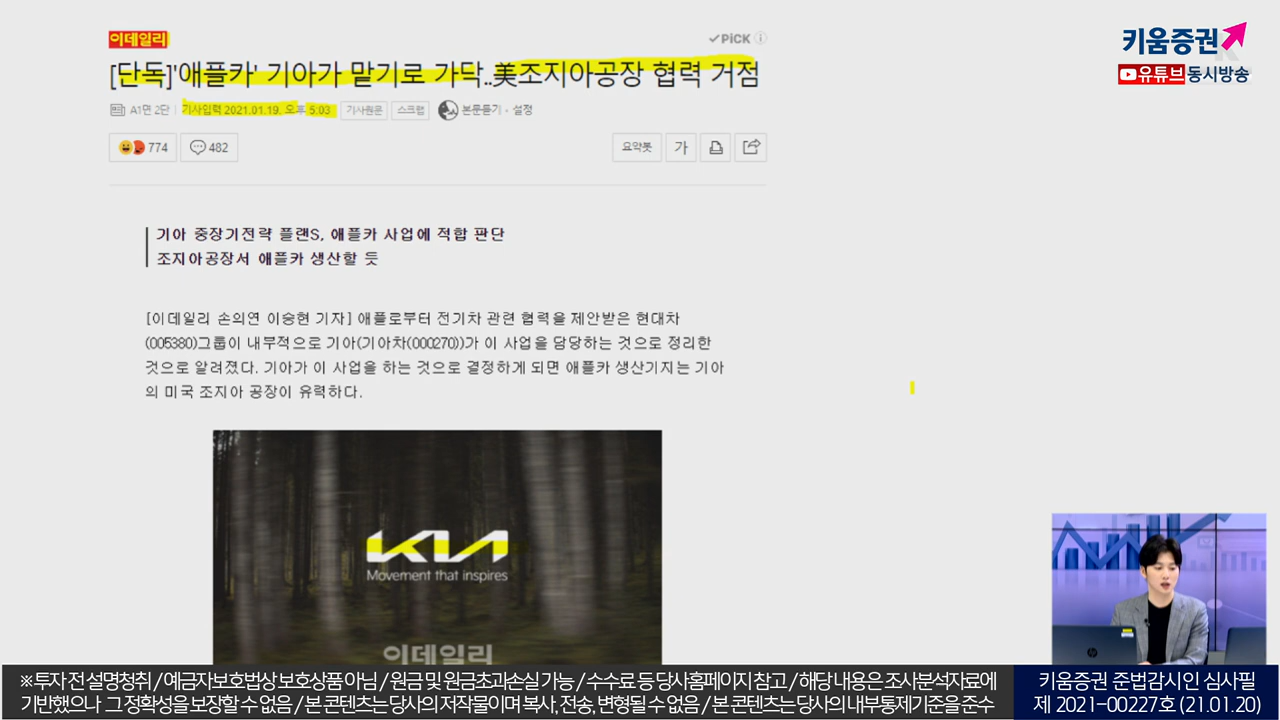 이데일리
✓PiCK
[단독]'애플카' 기아가 맡기로 가닥..美조지아공장 협력 거점
A1면 2단 기사입력 2021.01.19. 오후 5:03 기사원문 스크랩 본문듣기 · 설정
774 482 요약봇 가
기아 중장기전략 플랜S, 애플카 사업에 적합 판단
조지아공장서 애플카 생산할 듯
[이데일리 손의연 이승현 기자] 애플로부터 전기차 관련 협력을 제안받은 현대차
(005380)그룹이 내부적으로 기아(기아차(000270))가 이 사업을 담당하는 것으로 정리한
것으로 알려졌다. 기아가 이 사업을 하는 것으로 결정하게 되면 애플카 생산기지는 기아
의 미국 조지아 공장이 유력하다.
KIA
Movement that inspires
이데일리
키움증권
유튜브동시방송
hp
※ 투자 전 설명청취 / 예금자보호법상 보호상품 아님 / 원금 및 원금초과손실 가능 / 수수료 등 당사홈페이지 참고 / 해당 내용은 조사분석자료에
기반했으나 그 정확성을 보장할 수 없음 / 본 콘텐츠는 당사의 저작물이며 복사, 전송, 변형될 수 없음 / 본 콘텐츠는 당사의 내부통제기준을 준수
키움증권 준법감시인 심사필
제 2021-00227호 (21.01.20)